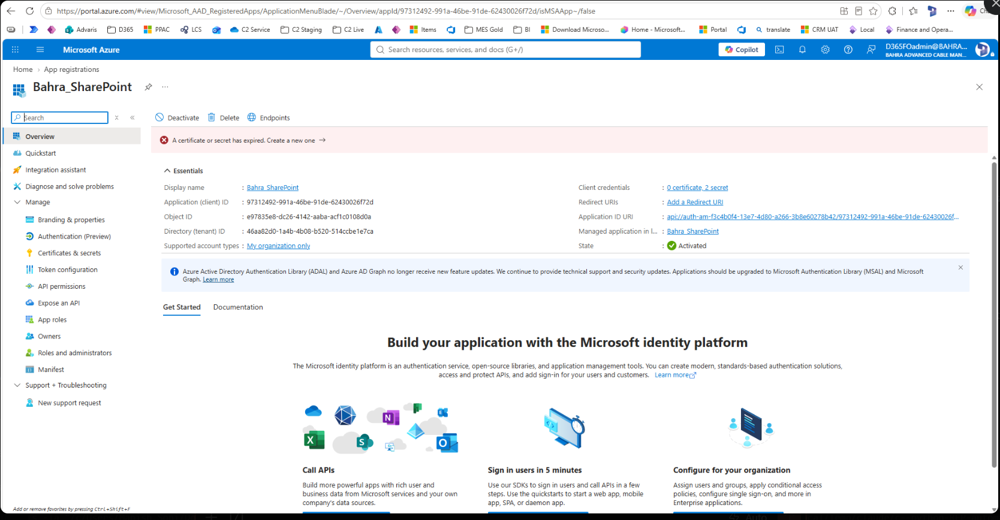 https://portal.azure.com/#view/Microsoft_AAD_RegisteredApps/ApplicationMenuBlade/~/Overview/appId/97312492-991a-46be-91de-62430026f72d/isMSAApp~/false
Advaris D365 PPAC LCS C2 Service C2 Staging C2 Live Items MES Gold BI Download Microso... Home - Microsoft... Portal translate CRM UAT Local Finance and Opera...
Microsoft Azure
Search resources, services, and docs (G+/)
Copilot
D365FOadmin@BAHRA...
BAHRA ADVANCED CABLE MAN...
Home > App registrations
Bahra_SharePoint
Search
Deactivate Delete Endpoints
Overview
A certificate or secret has expired. Create a new one →
Quickstart
Integration assistant
Diagnose and solve problems
Manage
Branding & properties
Authentication (Preview)
Certificates & secrets
Token configuration
API permissions
Expose an API
App roles
Owners
Roles and administrators
Manifest
Support + Troubleshooting
New support request
Add or remove favorites by pressing Ctrl+Shift+F
Essentials
Display name : Bahra_SharePoint
Application (client) ID : 97312492-991a-46be-91de-62430026f72d
Object ID : e97835e8-dc26-4142-aaba-acf1c0108d0a
Directory (tenant) ID : 46aa82d0-1a4b-4b08-b520-514ccbe1e7ca
Supported account types : My organization only
Client credentials : 0 certificate, 2 secret
Redirect URIs : Add a Redirect URI
Application ID URI : api://auth-am-f3c4b0f4-13e7-4d80-a266-3b8e60278b42/97312492-991a-46be-91de-62430026f...
Managed application in l... : Bahra_SharePoint
State : Activated
Azure Active Directory Authentication Library (ADAL) and Azure AD Graph no longer receive new feature updates. We continue to provide technical support and security updates. Applications should be upgraded to Microsoft Authentication Library (MSAL) and Microsoft
Graph. Learn more
Get Started Documentation
Build your application with the Microsoft identity platform
The Microsoft identity platform is an authentication service, open-source libraries, and application management tools. You can create modern, standards-based authentication solutions,
access and protect APIs, and add sign-in for your users and customers. Learn more
Call APIs
Build more powerful apps with rich user and
business data from Microsoft services and your own
company's data sources.
Sign in users in 5 minutes
Use our SDKs to sign in users and call APIs in a few
steps. Use the quickstarts to start a web app, mobile
app, SPA, or daemon app.
Configure for your organization
Assign users and groups, apply conditional access
policies, configure single sign-on, and more in
Enterprise applications.
Auto